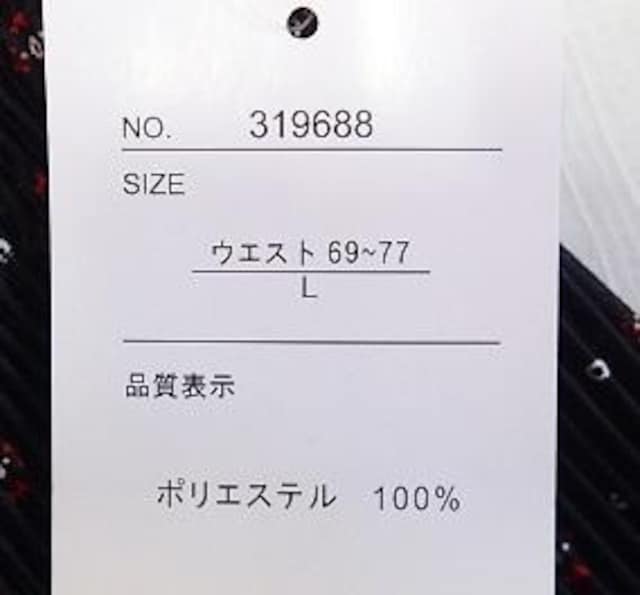 NO. 319688
SIZE
ウエスト 69~77
L
品質表示
ポリエステル 100%